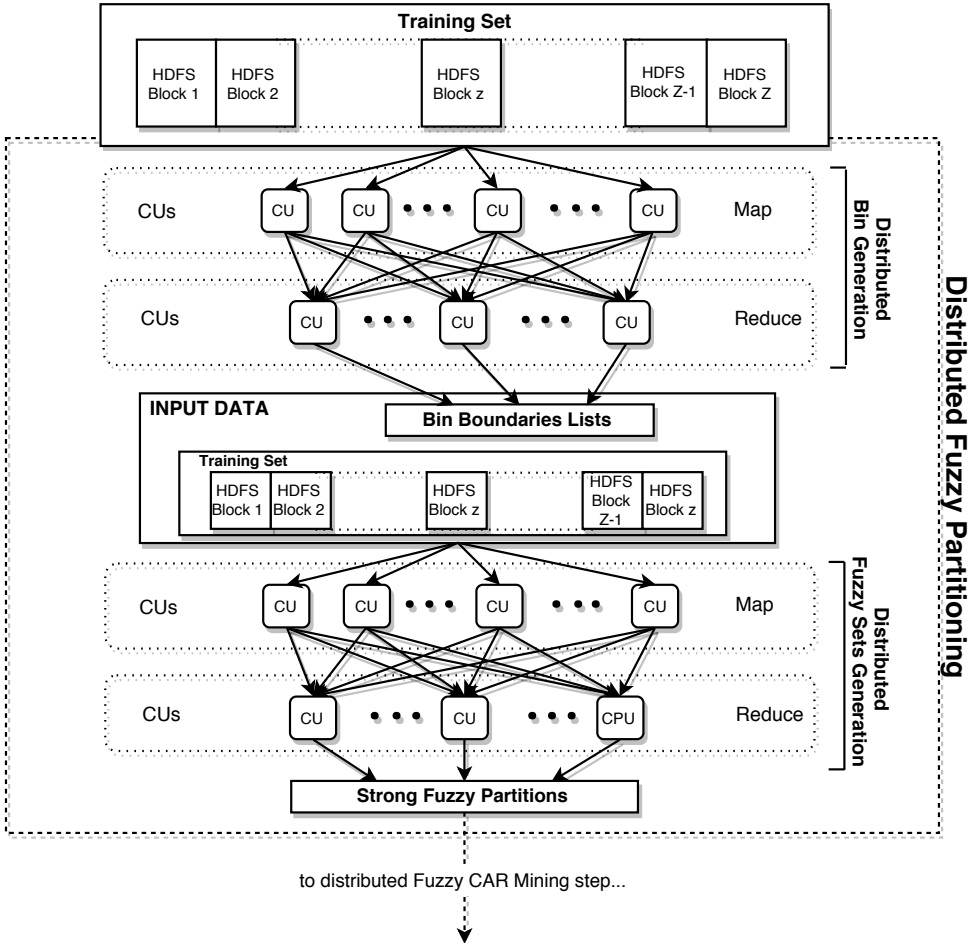 Training Set
HDFS
Block 1
HDFS
Block 2
HDFS
Block z
HDFS
Block Z-1
HDFS
Block Z
CUs
CU
CU
CU
CU
Map
CUs
CU
CU
CU
Reduce
Distributed
Bin Generation
INPUT DATA
Bin Boundaries Lists
Training Set
HDFS
Block 1
HDFS
Block 2
HDFS
Block z
HDFS
Block
Z-1
HDFS
Block z
CUs
CU
CU
CU
CU
Map
CUs
CU
CU
CPU
Reduce
Distributed
Fuzzy Sets Generation
Strong Fuzzy Partitions
Distributed Fuzzy Partitioning
to distributed Fuzzy CAR Mining step...